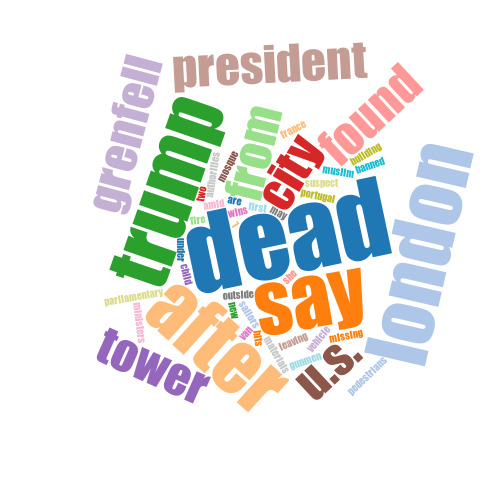 president
grenfell
trump
from
city
found
france
building
mosque
authorities
two
muslim
banned
suspect
portugal
amid
are
wins
first
may
fire
dead
london
under
child
she
say
parliamentary
ministers
after
outside
new
sailors
van
hits
materials
leaving
vehicle
missing
gunmen
u.s.
pedestrians
tower